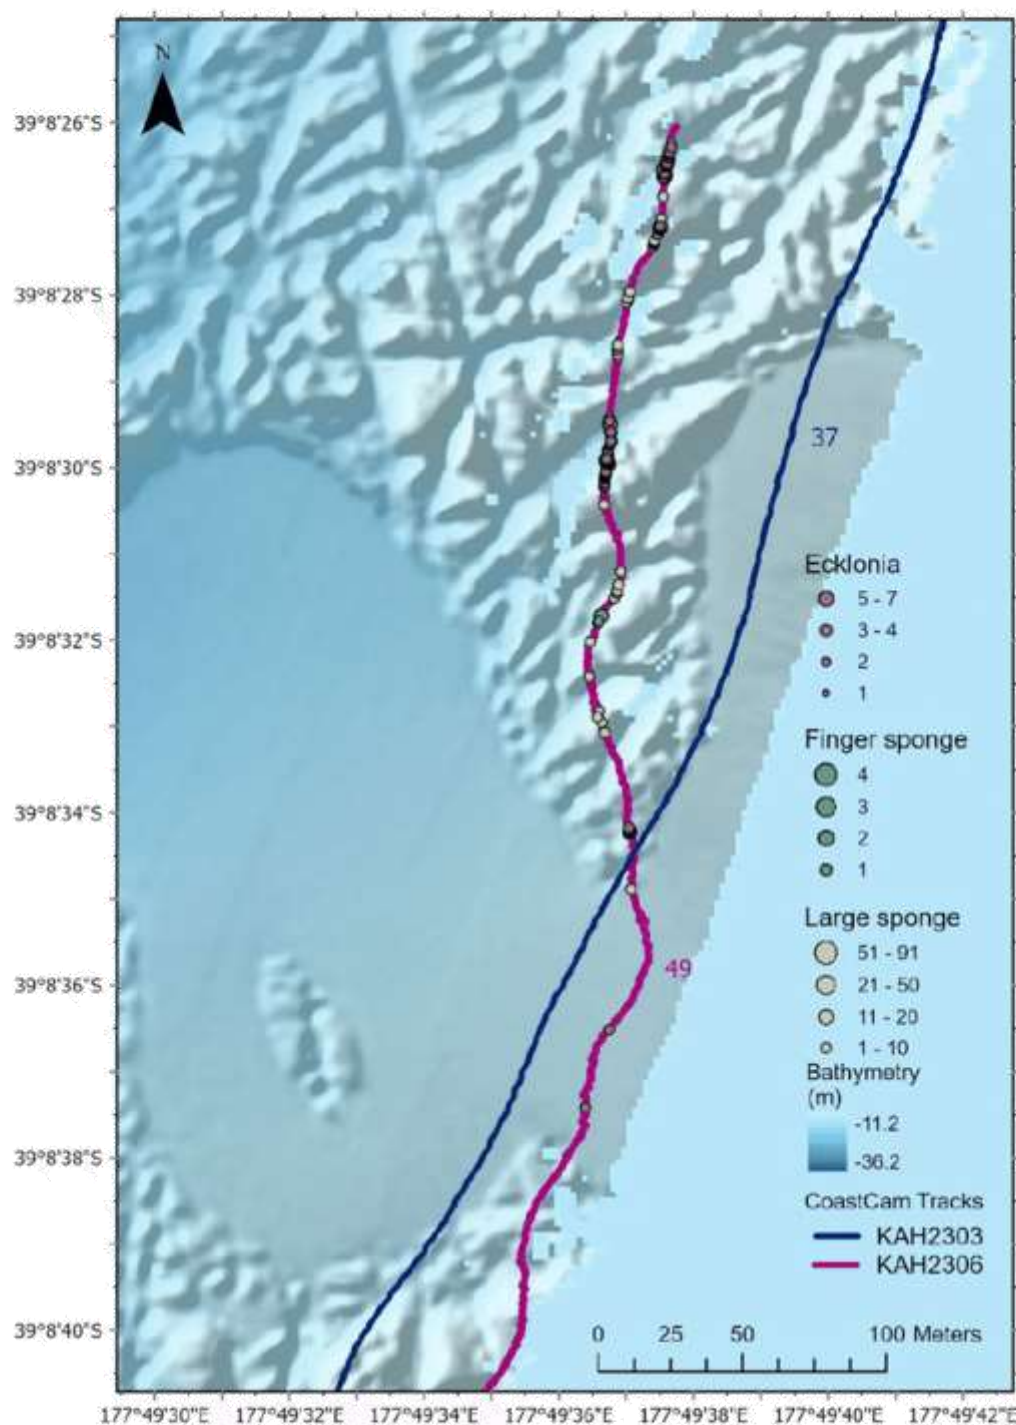 N
39°8'26"S
39°8'28"S
39°8'30"S
39°8'32"S
39°8'34"S
39°8'36"S
39°8'38"S
39°8'40"S
37
49
Ecklonia
5 - 7
3 - 4
2
1
Finger sponge
4
3
2
1
Large sponge
51 - 91
21 - 50
11 - 20
1 - 10
Bathymetry
(m)
-11.2
-36.2
CoastCam Tracks
KAH2303
KAH2306
0 25 50 100 Meters
177°49'30"E 177°49'32"E 177°49'34"E 177°49'36"E 177°49'38"E 177°49'40"E 177°49'42"E